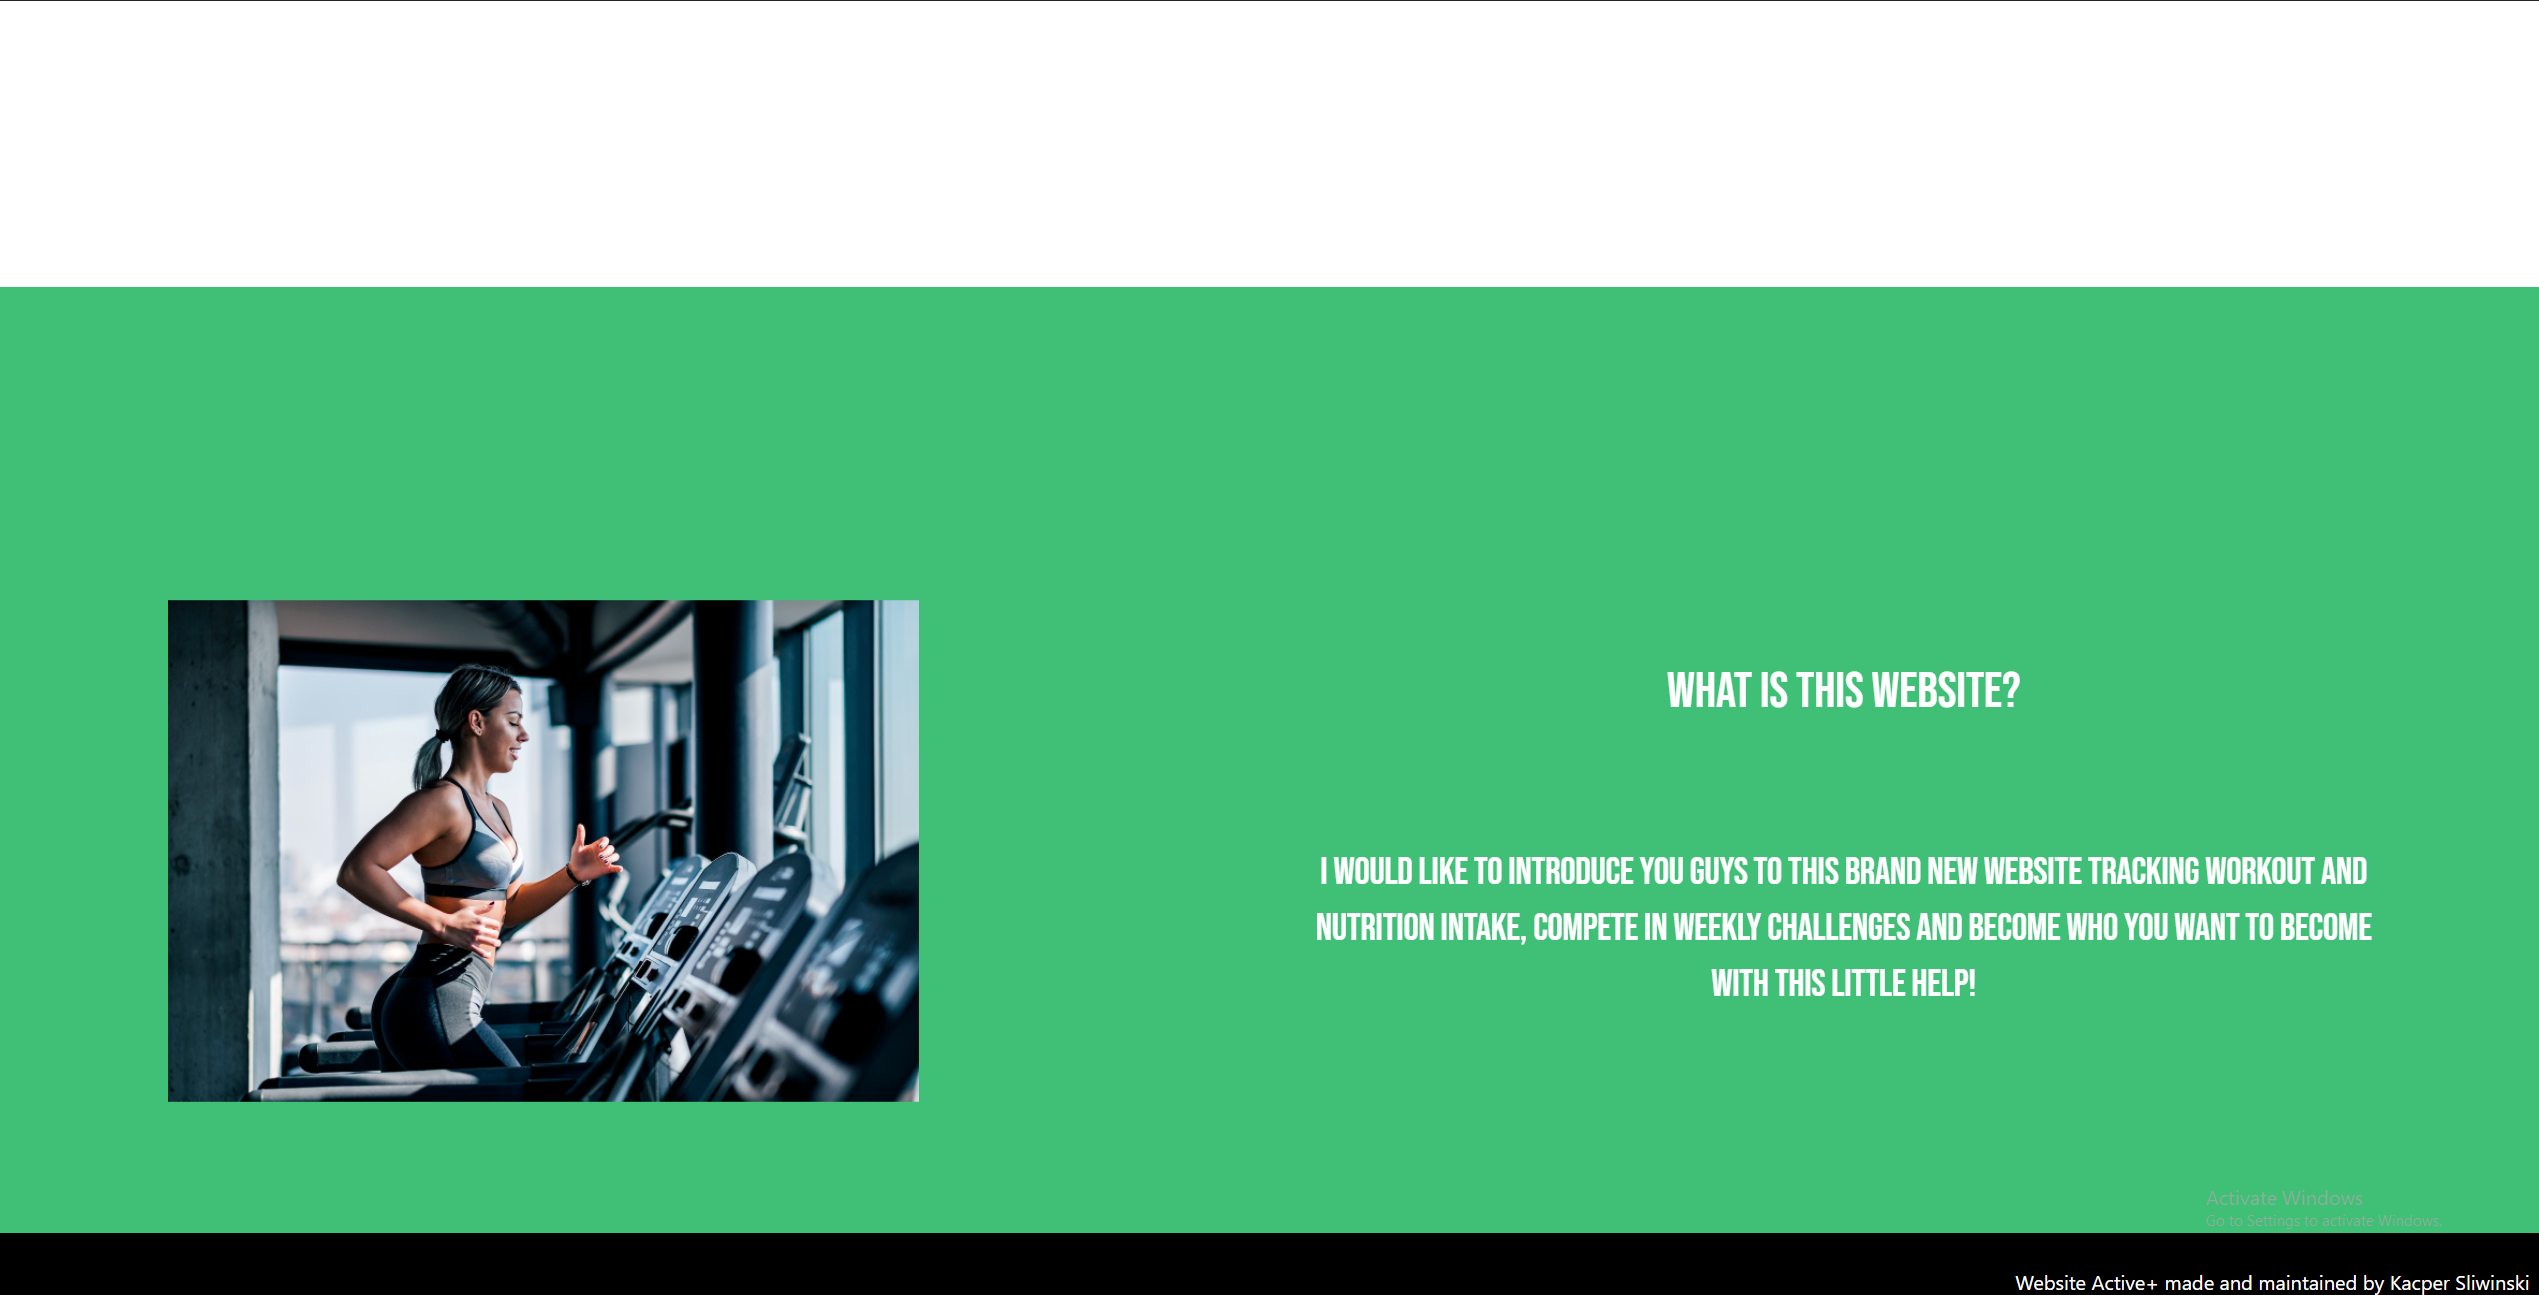 WHAT IS THIS WEBSITE?
I WOULD LIKE TO INTRODUCE YOU GUYS TO THIS BRAND NEW WEBSITE TRACKING WORKOUT AND
NUTRITION INTAKE, COMPETE IN WEEKLY CHALLENGES AND BECOME WHO YOU WANT TO BECOME
WITH THIS LITTLE HELP!
Activate Windows
Go to Settings to activate Windows.
Website Active+ made and maintained by Kacper Sliwinski